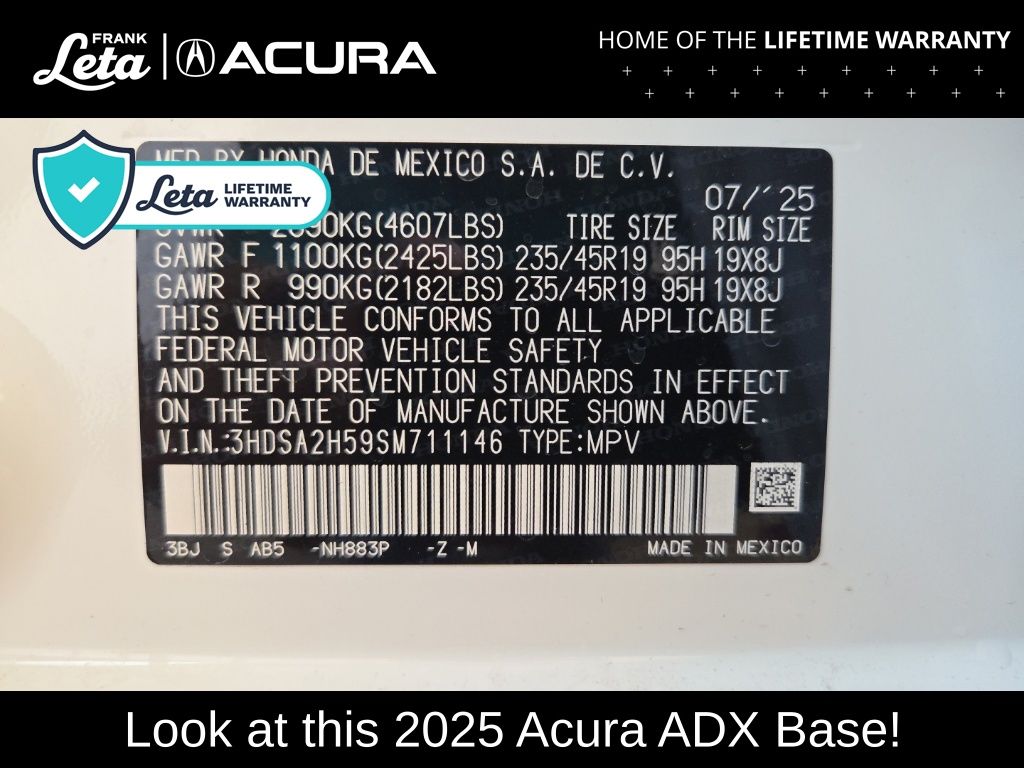 FRANK
Leta
ACURA
HOME OF THE LIFETIME WARRANTY
MFD BY HONDA DE MEXICO S.A. DE C.V.
07/'25
Leta LIFETIME
WARRANTY
2090KG(4607LBS) TIRE SIZE RIM SIZE
GAWR F 1100KG(2425LBS) 235/45R19 95H 19X8J
GAWR R 990KG(2182LBS) 235/45R19 95H 19X8J
THIS VEHICLE CONFORMS TO ALL APPLICABLE
FEDERAL MOTOR VEHICLE SAFETY
AND THEFT PREVENTION STANDARDS IN EFFECT
ON THE DATE OF MANUFACTURE SHOWN ABOVE.
V.I.N.:3HDSA2H59SM711146 TYPE:MPV
3BJ S AB5 -NH883P -Z -M MADE IN MEXICO
Look at this 2025 Acura ADX Base!